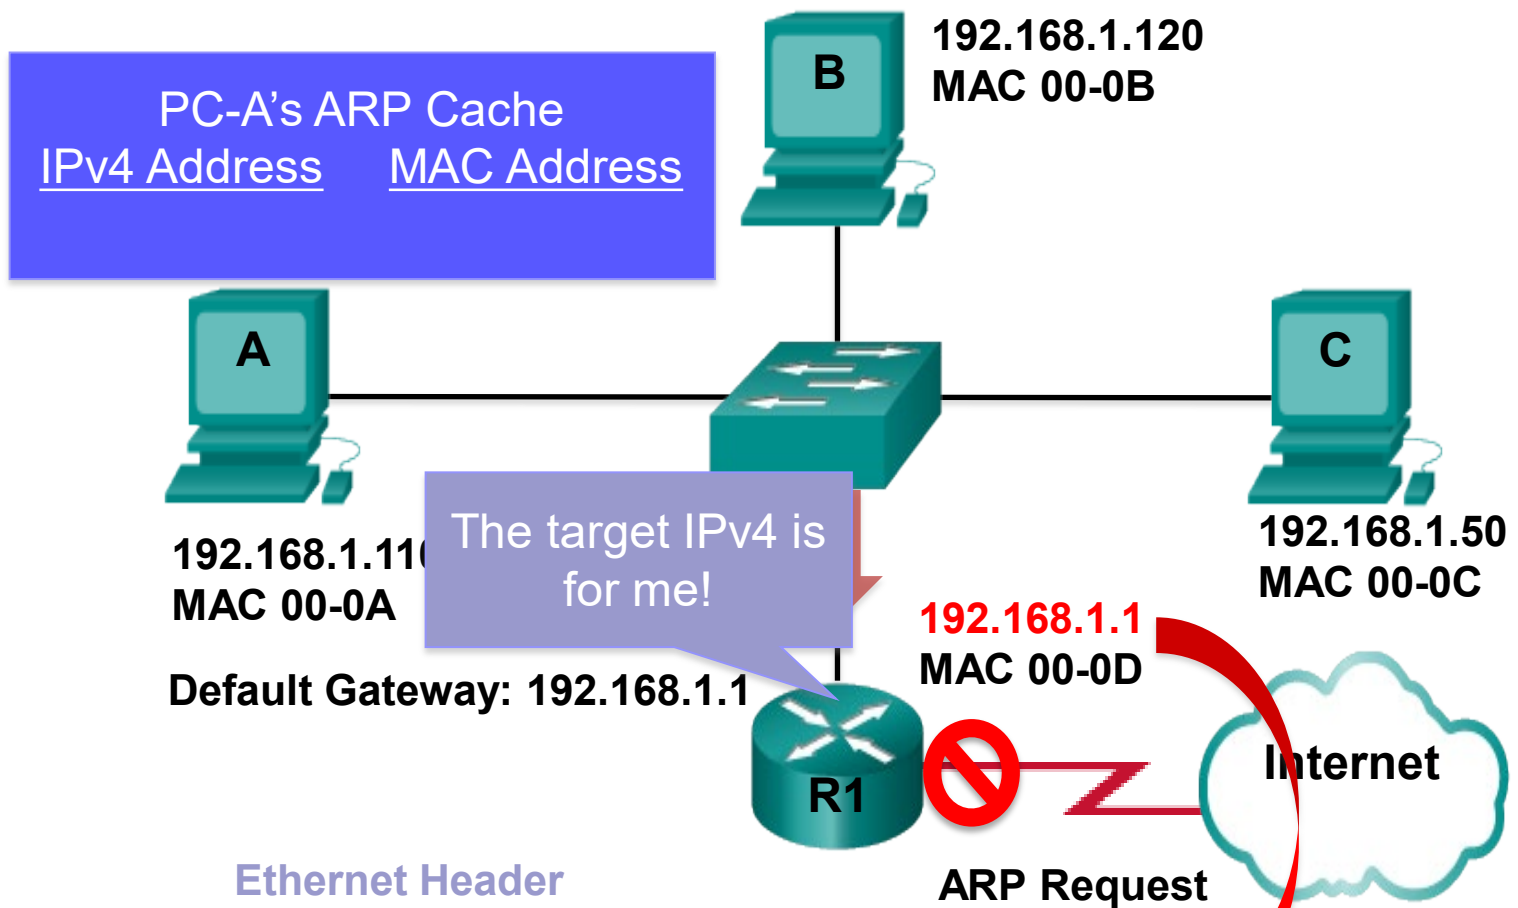 192.168.1.120
MAC 00-0B
B
PC-A’s ARP Cache
IPv4 Address MAC Address
A
C
The target IPv4 is
for me!
MAC 00-0A
192.168.1.50
MAC 00-0C
192.168.1.1
MAC 00-0D
Default Gateway: 192.168.1.1
Internet
R1
Ethernet Header
ARP Request